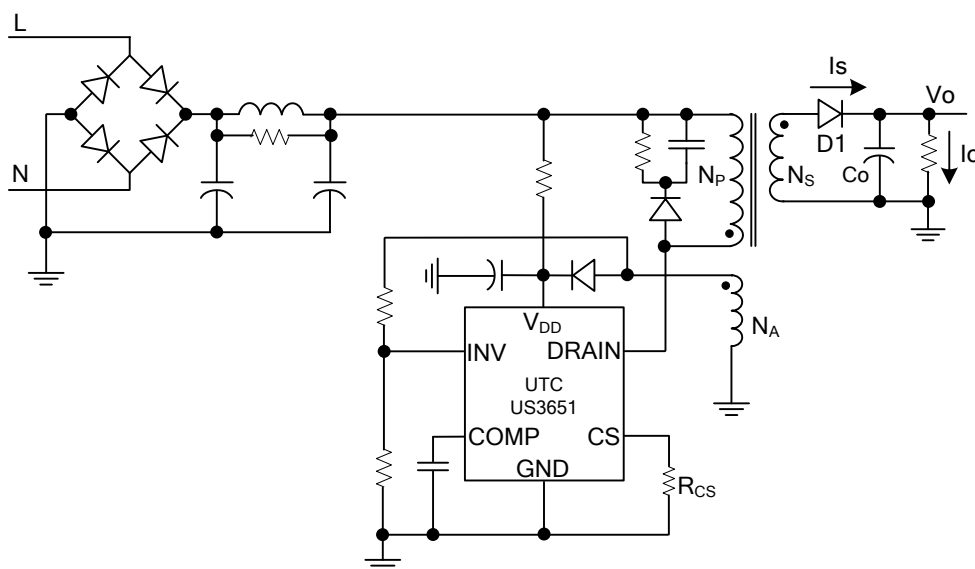 L
Is
Vo
D1
Io
N
NP
NS
Co
VDD
NA
INV
DRAIN
UTC
US3651
COMP
CS
GND
RCS